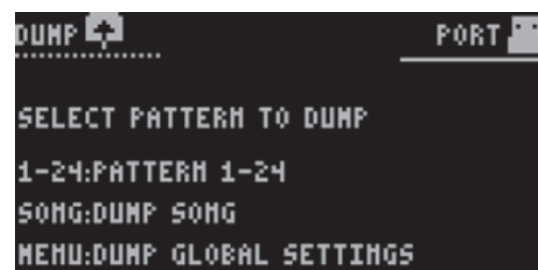 DUMP PORT
SELECT PATTERN TO DUMP
1-24:PATTERN 1-24
SONG:DUMP SONG
MENU:DUMP GLOBAL SETTINGS